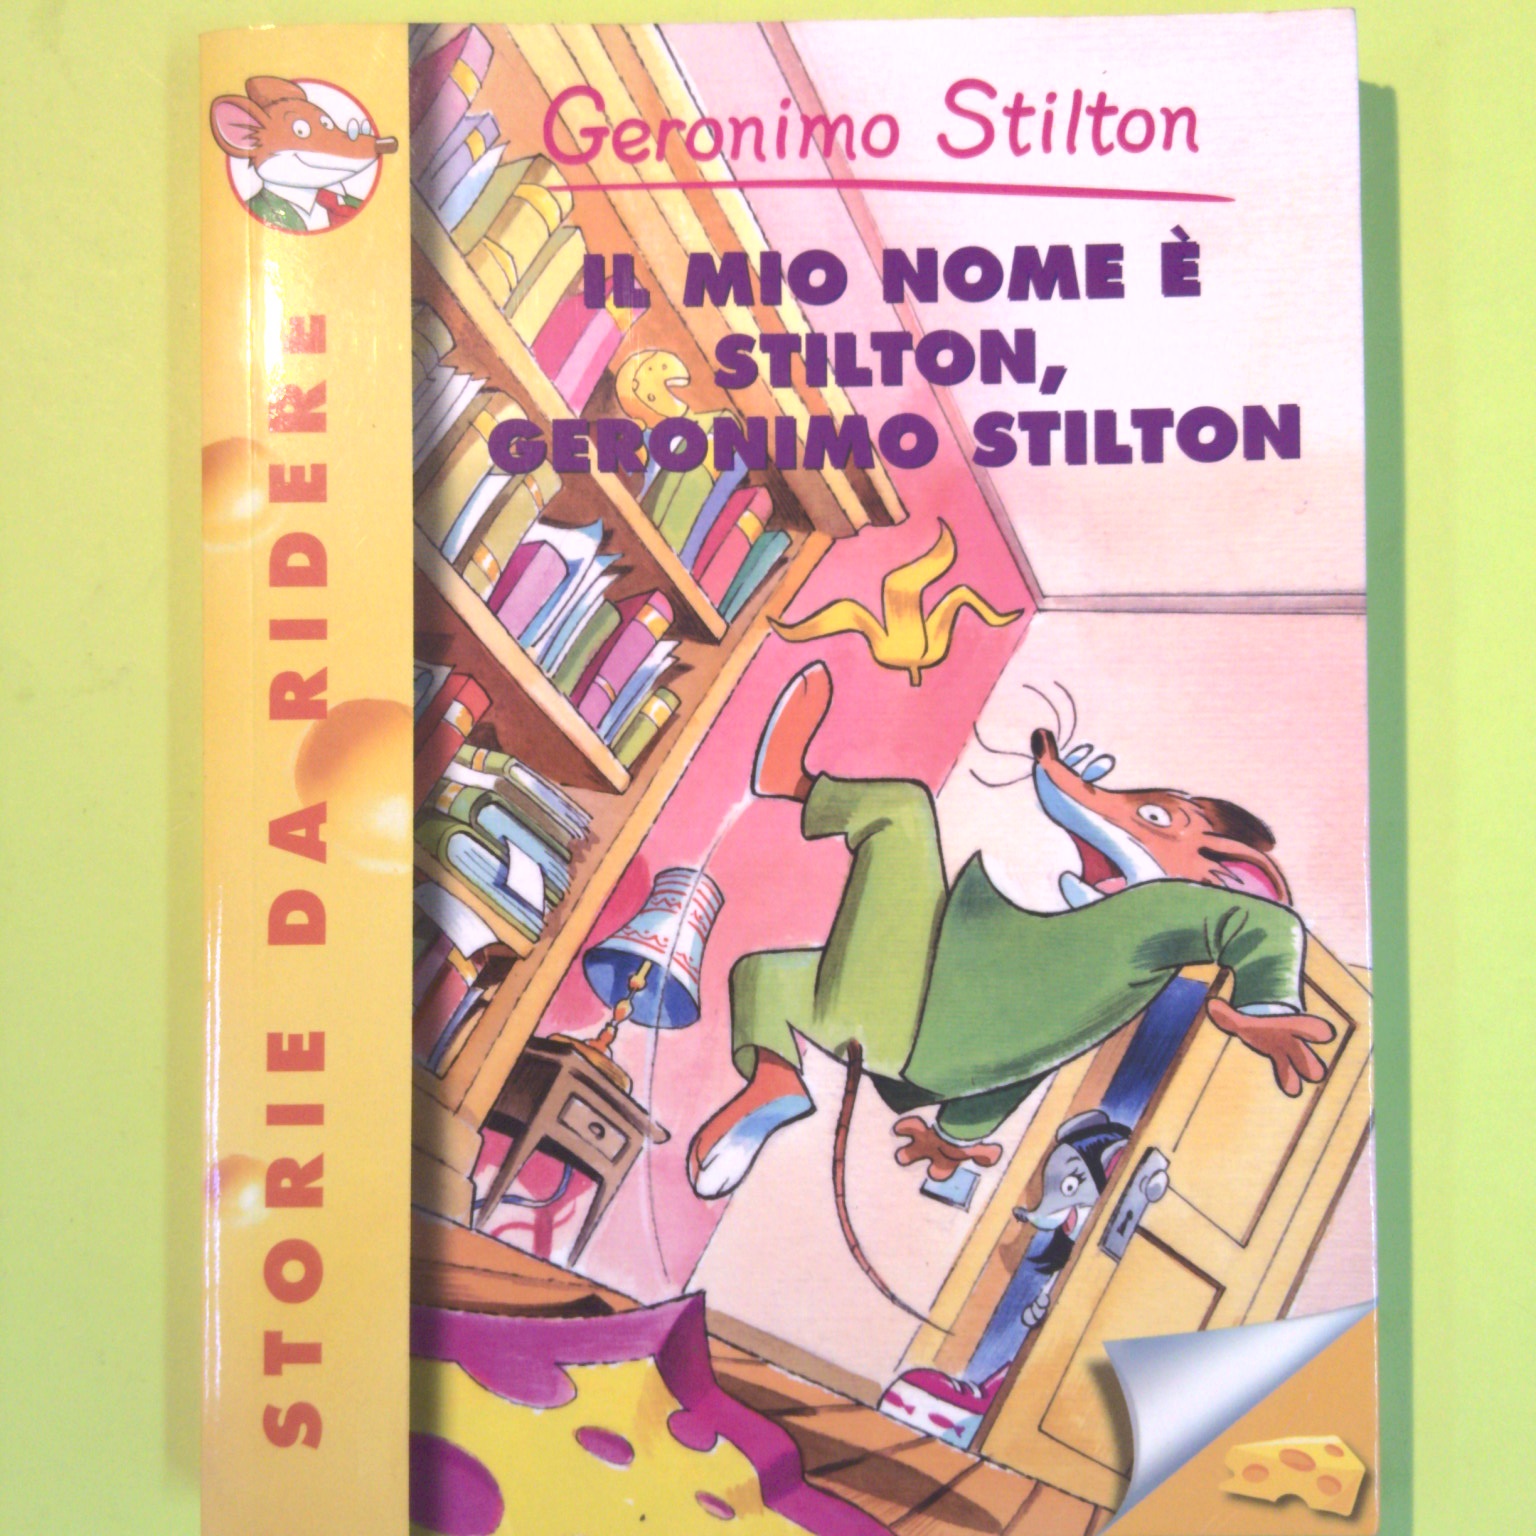 Geronimo Stilton
IL MIO NOME È
STILTON,
GERONIMO STILTON
STORIE DA RIDERE